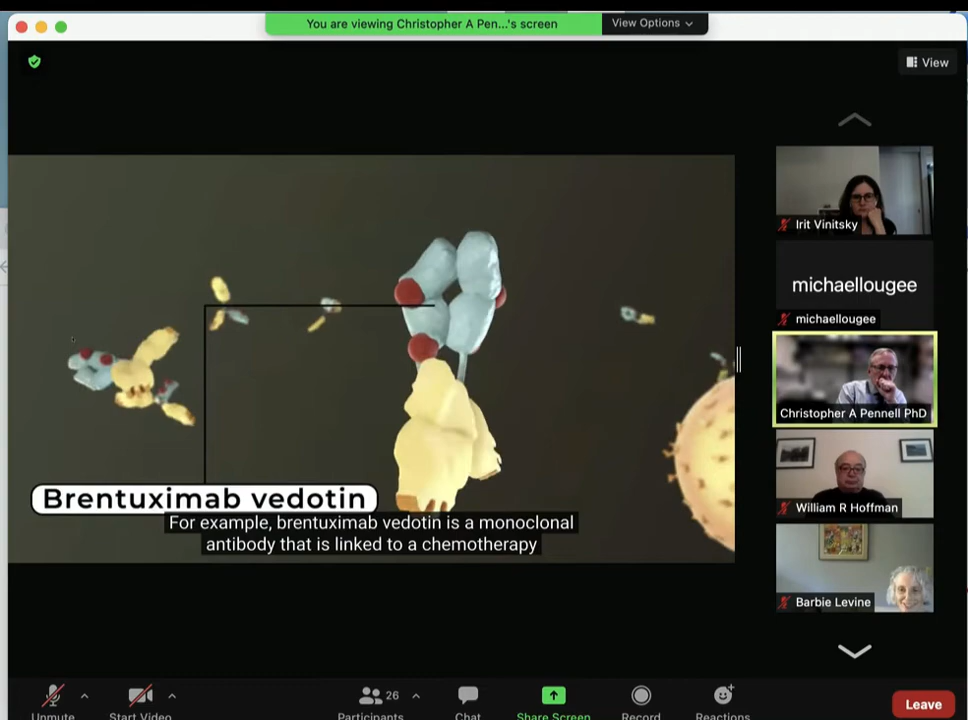 You are viewing Christopher A Pen...'s screen
View Options
View
Irit Vinitsky
michaellougee
michaellougee
Christopher A Pennell PhD
William R Hoffman
Barbie Levine
Brentuximab vedotin
For example, brentuximab vedotin is a monoclonal
antibody that is linked to a chemotherapy
26
Unmute
Start Video
Participants
Chat
Share Screen
Record
Reactions
Leave